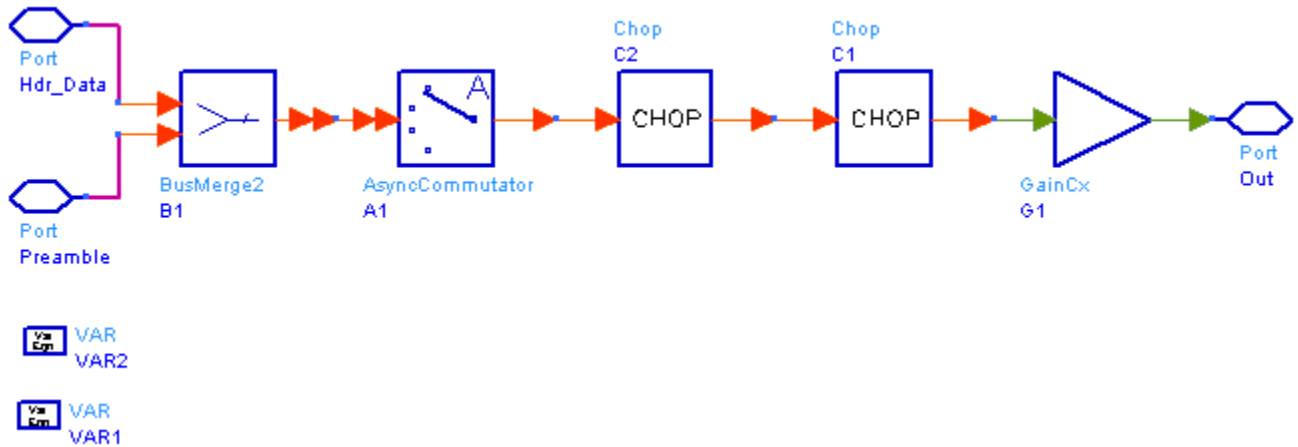 Port
Hdr_Data
Port
Preamble
BusMerge2
B1
A
AsyncCommutator
A1
Chop
C2
CHOP
Chop
C1
CHOP
GainCx
G1
Port
Out
Var
Eqn
VAR
VAR2
Var
Eqn
VAR
VAR1